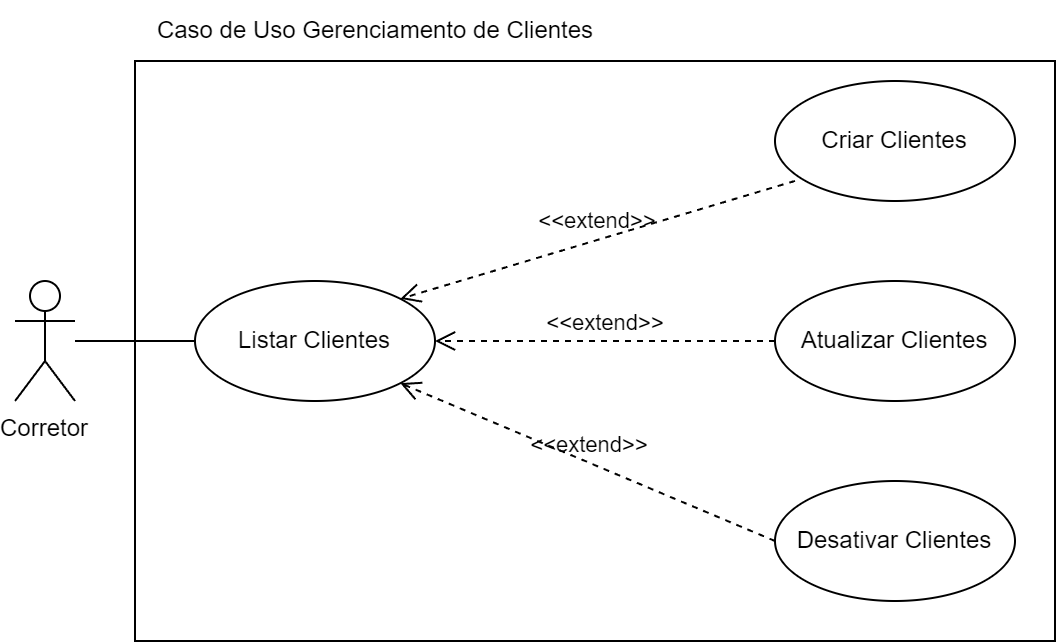 Caso de Uso Gerenciamento de Clientes
Criar Clientes
<<extend>>
<<extend>>
Listar Clientes
Atualizar Clientes
Corretor
<<extend>>
Desativar Clientes